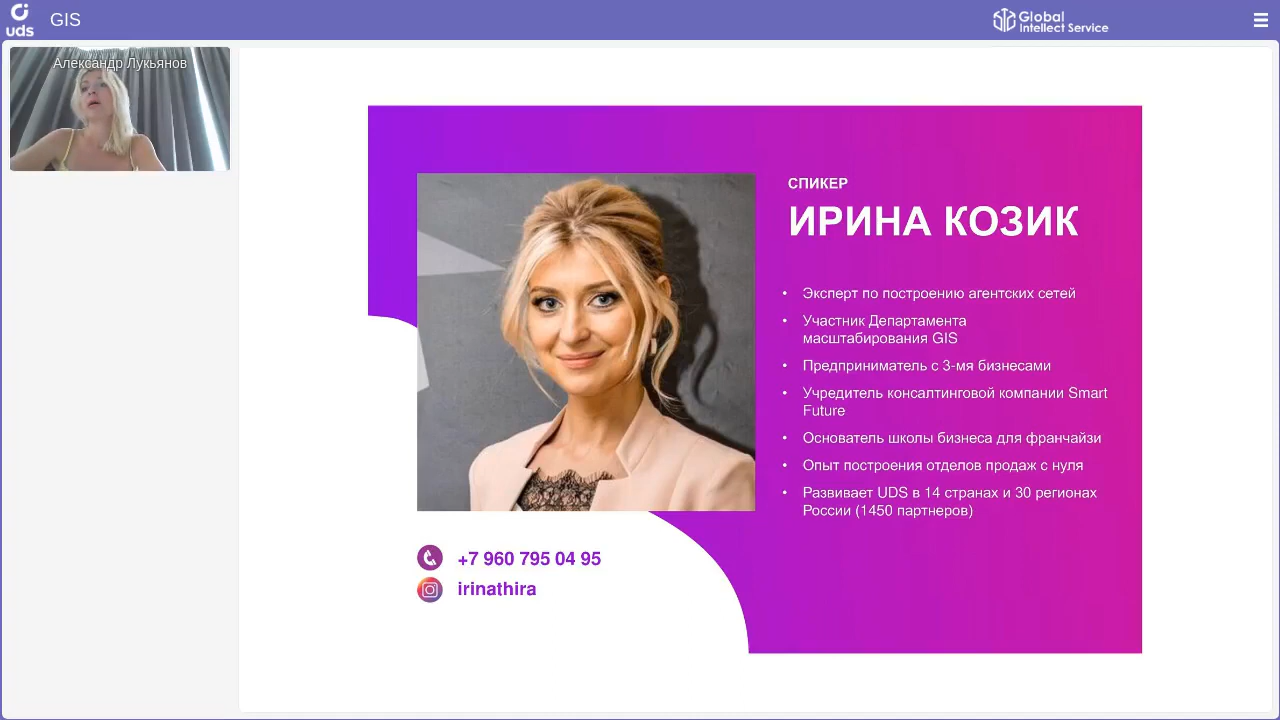 uds
GIS
Global
Intellect Service
Александр Лукьянов
СПИКЕР
ИРИНА КОЗИК
• Эксперт по построению агентских сетей
• Участник Департамента
масштабирования GIS
• Предприниматель с 3-мя бизнесами
• Учредитель консалтинговой компании Smart
Future
• Основатель школы бизнеса для франчайзи
• Опыт построения отделов продаж с нуля
• Развивает UDS в 14 странах и 30 регионах
России (1450 партнеров)
+7 960 795 04 95
irinathira